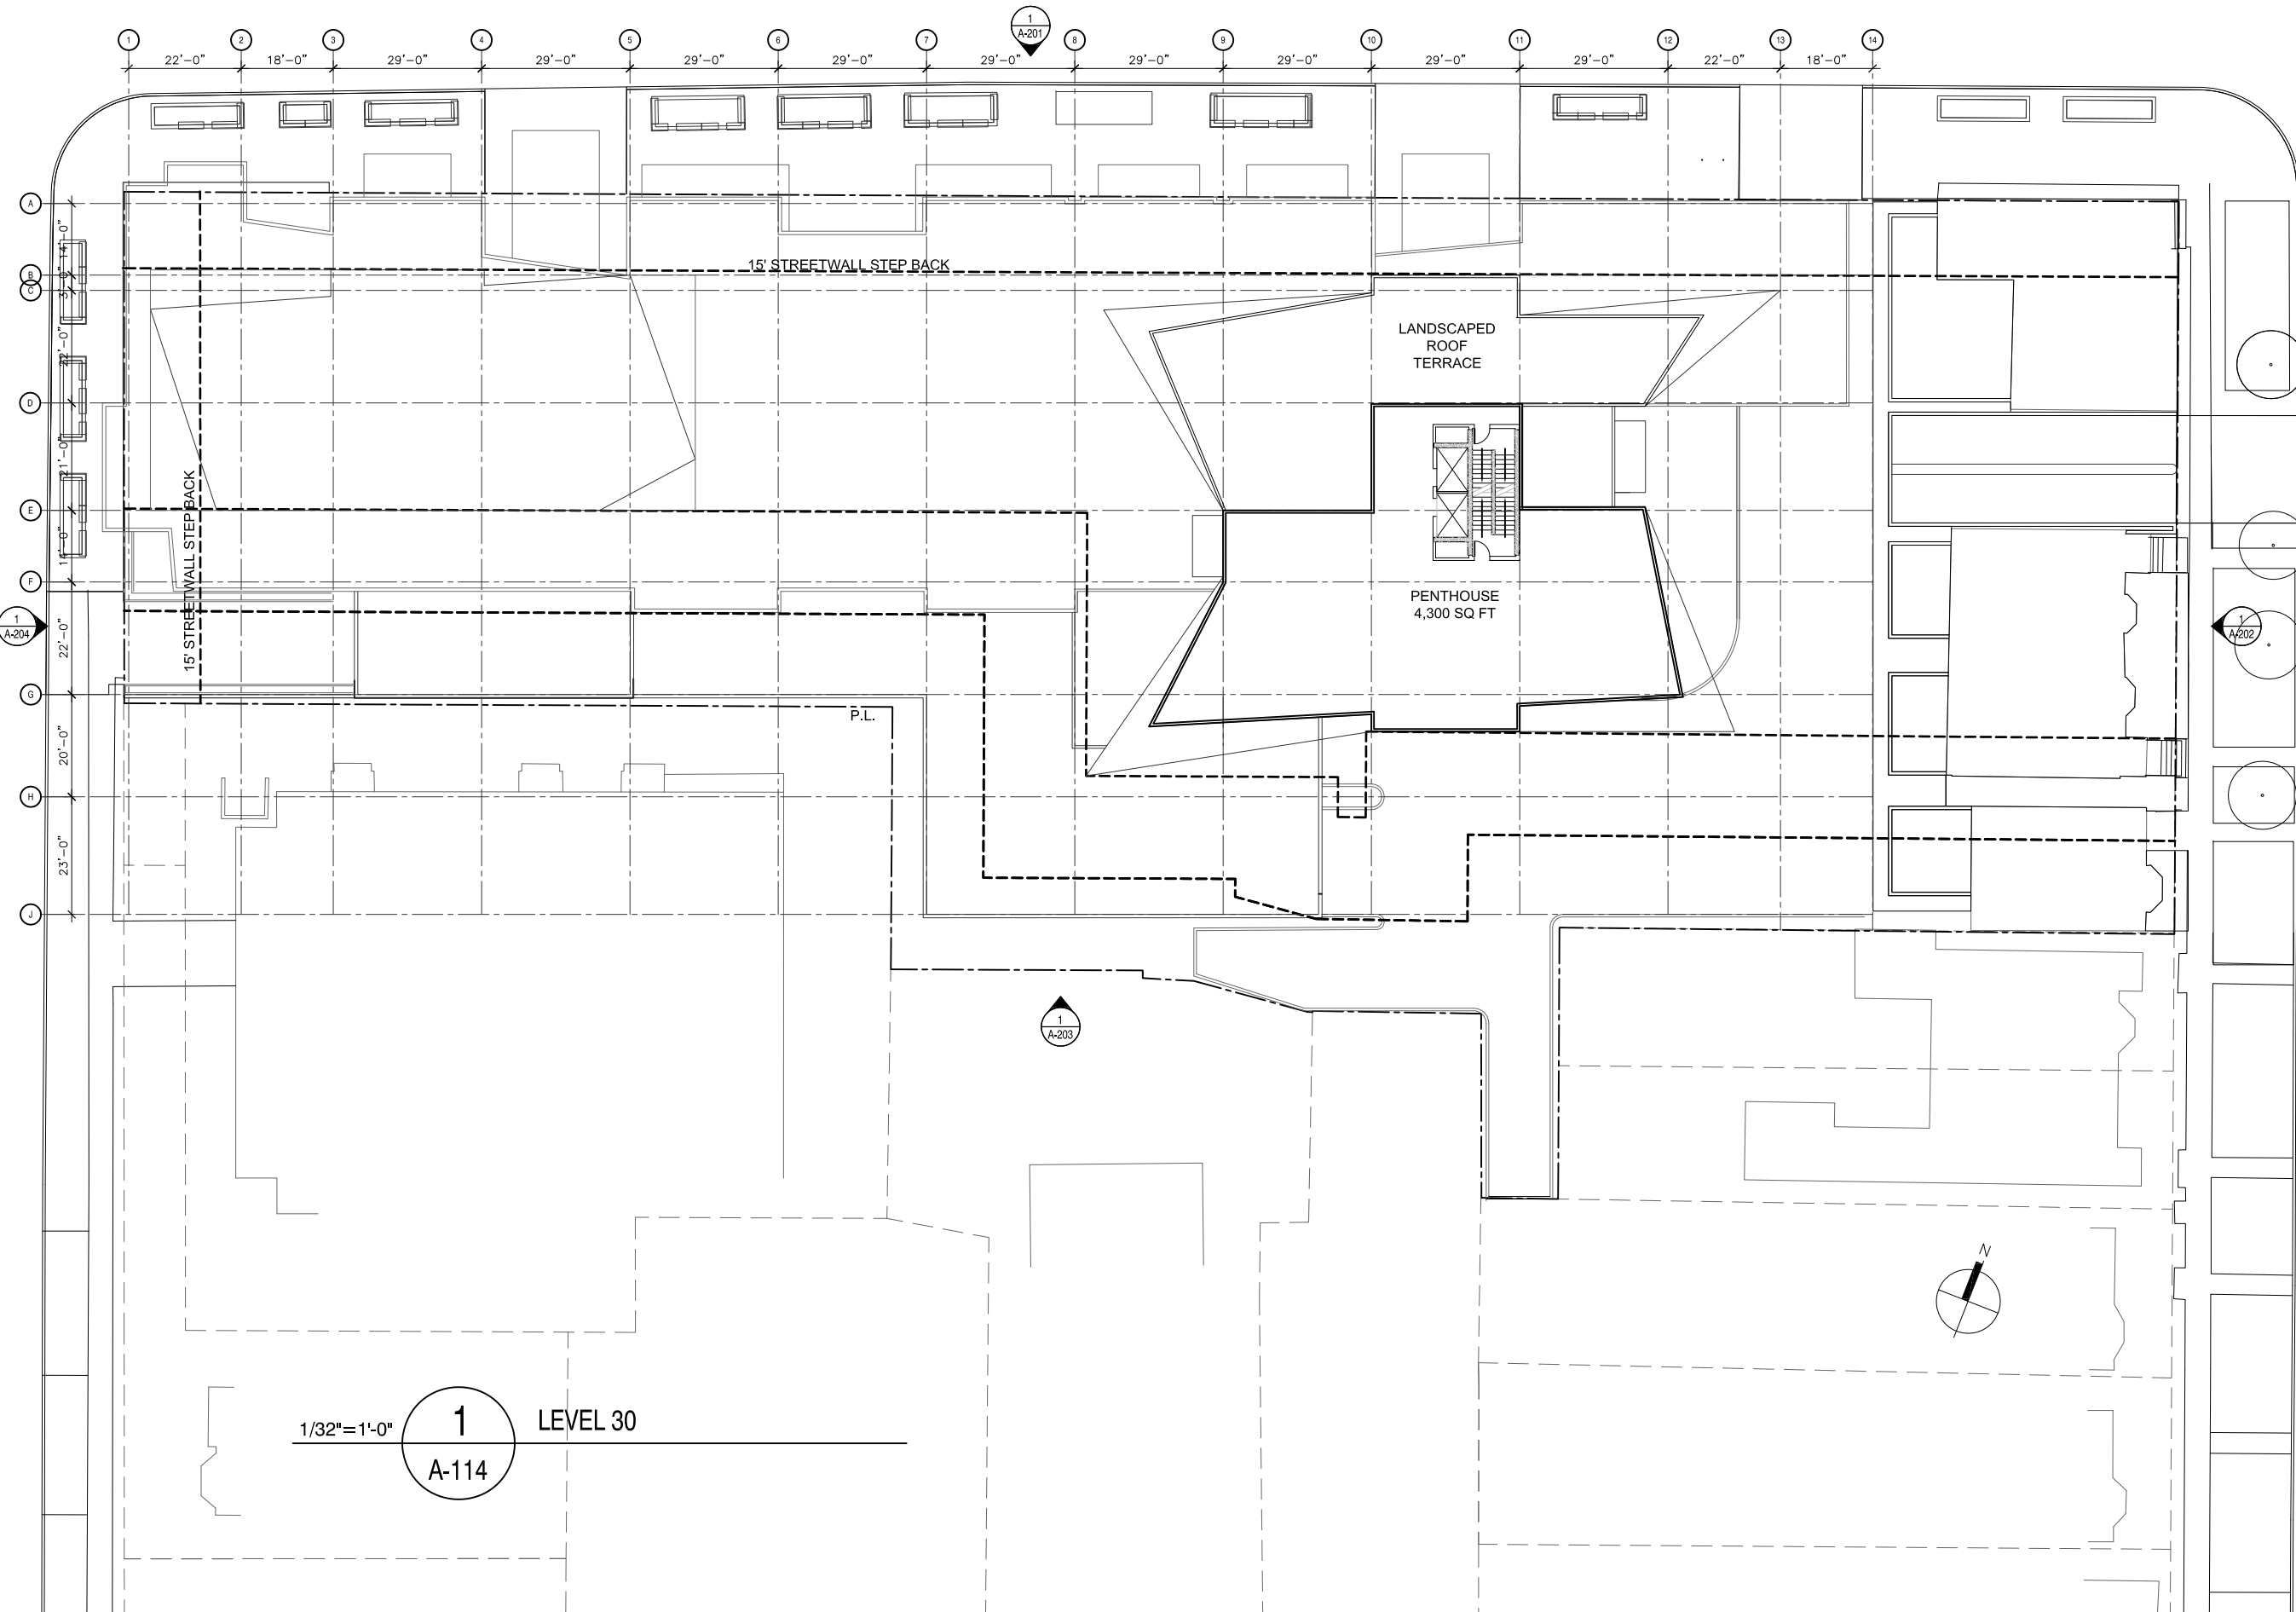 1
A-201
1
2
3
4
5
6
7
8
9
10
11
12
13
14
22'-0"
18'-0"
29'-0"
29'-0"
29'-0"
29'-0"
29'-0"
29'-0"
29'-0"
29'-0"
29'-0"
22'-0"
18'-0"
A
14'-0"
B
3'-0"
C
22'-0"
D
21'-0"
E
F
22'-0"
G
20'-0"
H
23'-0"
J
15' STREETWALL STEP BACK
15' STREETWALL STEP BACK
LANDSCAPED
ROOF
TERRACE
PENTHOUSE
4,300 SQ FT
1
A-204
1
A-202
P.L.
1
A-203
N
1/32"=1'-0"
1
A-114
LEVEL 30